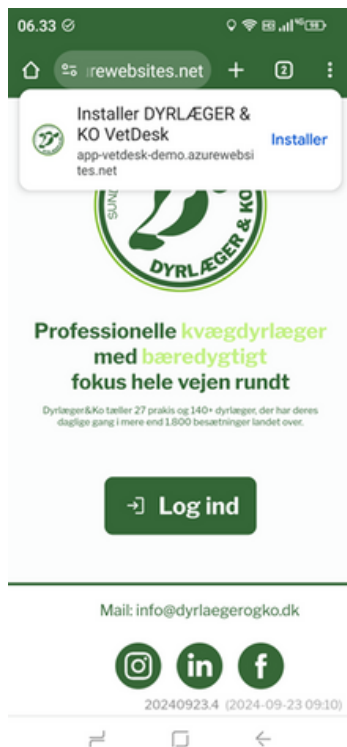 06.33
rewebsites.net
2
Installer DYRLÆGER &
KO VetDesk
app-vetdesk-demo.azurewebsi
tes.net
Installer
SUND
DYRLÆGER & KO
Professionelle kvægdyrlæger
med bæredygtigt
fokus hele vejen rundt
Dyrlæger&Ko tæller 27 prakis og 140+ dyrlæger, der har deres
daglige gang i mere end 1.800 besætninger landet over.
Log ind
Mail: info@dyrlaegerogko.dk
in
f
20240923.4 (2024-09-23 09:10)